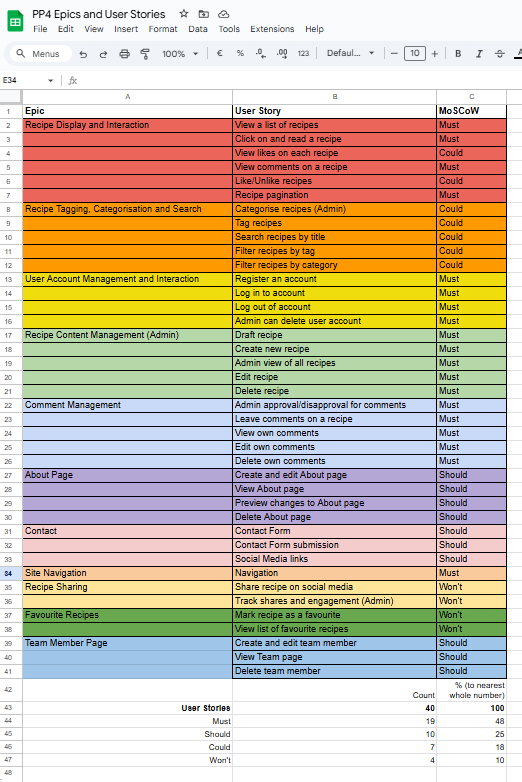 PP4 Epics and User Stories
File Edit View Insert Format Data Tools Extensions Help
Menus 100% € % .0 .00 123 Defaul... − 10 + B I S A
E34 fx
A B C
1 Epic User Story MoSCoW
2 Recipe Display and Interaction View a list of recipes Must
3 Click on and read a recipe Must
4 View likes on each recipe Could
5 View comments on a recipe Must
6 Like/Unlike recipes Could
7 Recipe pagination Must
8 Recipe Tagging, Categorisation and Search Categorise recipes (Admin) Could
9 Tag recipes Could
10 Search recipes by title Could
11 Filter recipes by tag Could
12 Filter recipes by category Could
13 User Account Management and Interaction Register an account Must
14 Log in to account Must
15 Log out of account Must
16 Admin can delete user account Must
17 Recipe Content Management (Admin) Draft recipe Must
18 Create new recipe Must
19 Admin view of all recipes Must
20 Edit recipe Must
21 Delete recipe Must
22 Comment Management Admin approval/disapproval for comments Must
23 Leave comments on a recipe Must
24 View own comments Must
25 Edit own comments Must
26 Delete own comments Must
27 About Page Create and edit About page Should
28 View About page Should
29 Preview changes to About page Should
30 Delete About page Should
31 Contact Contact Form Should
32 Contact Form submission Should
33 Social Media links Should
34 Site Navigation Navigation Must
35 Recipe Sharing Share recipe on social media Won't
36 Track shares and engagement (Admin) Won't
37 Favourite Recipes Mark recipe as a favourite Won't
38 View list of favourite recipes Won't
39 Team Member Page Create and edit team member Should
40 View Team page Should
41 Delete team member Should
42 Count % (to nearest
whole number)
43 User Stories 40 100
44 Must 19 48
45 Should 10 25
46 Could 7 18
47 Won't 4 10
48